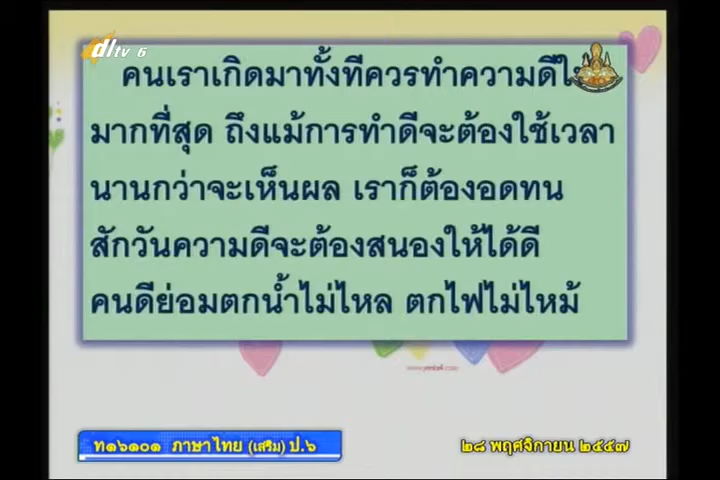 dltv 6
คนเราเกิดมาทั้งทีควรทำความดี
มากที่สุด ถึงแม้การทำดีจะต้องใช้เวลา
นานกว่าจะเห็นผล เราก็ต้องอดทน
สักวันความดีจะต้องสนองให้ได้ดี
คนดีย่อมตกน้ำไม่ไหล ตกไฟไม่ไหม้
ท๑๖๑๐๑ ภาษาไทย (เสริม) ป.๖
๒๘ พฤศจิกายน ๒๕๕๗